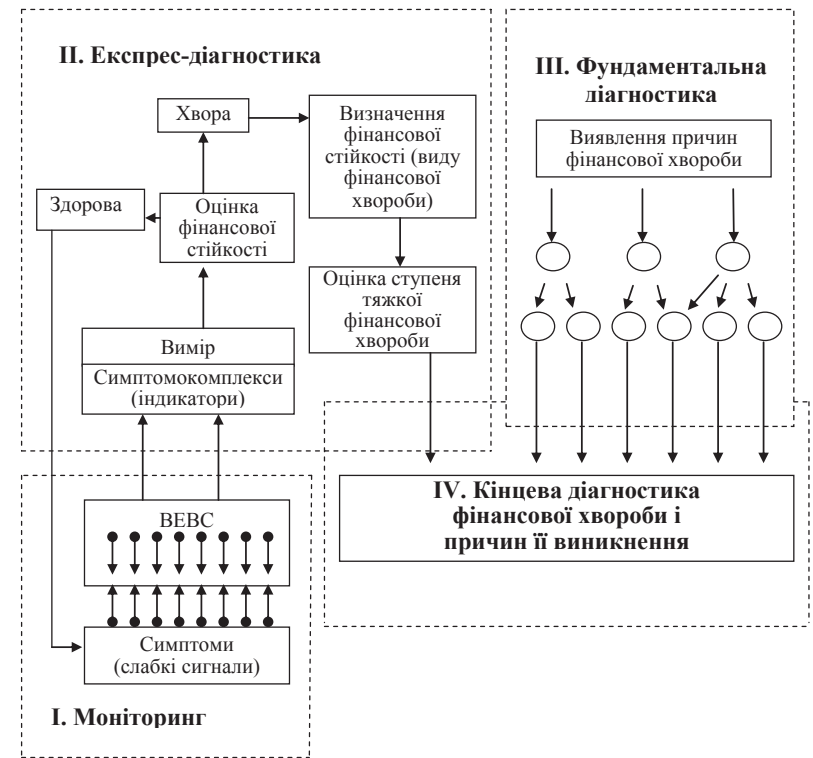 II. Експрес-діагностика
Хвора
Визначення
фінансової
стійкості (виду
фінансової
хвороби)
Здорова
Оцінка
фінансової
стійкості
Оцінка ступеня
тяжкої
фінансової
хвороби
Вимір
Симптомокомплекси
(індикатори)
III. Фундаментальна
діагностика
Виявлення причин
фінансової хвороби
IV. Кінцева діагностика
фінансової хвороби і
причин її виникнення
ВЕВС
Симптоми
(слабкі сигнали)
I. Моніторинг